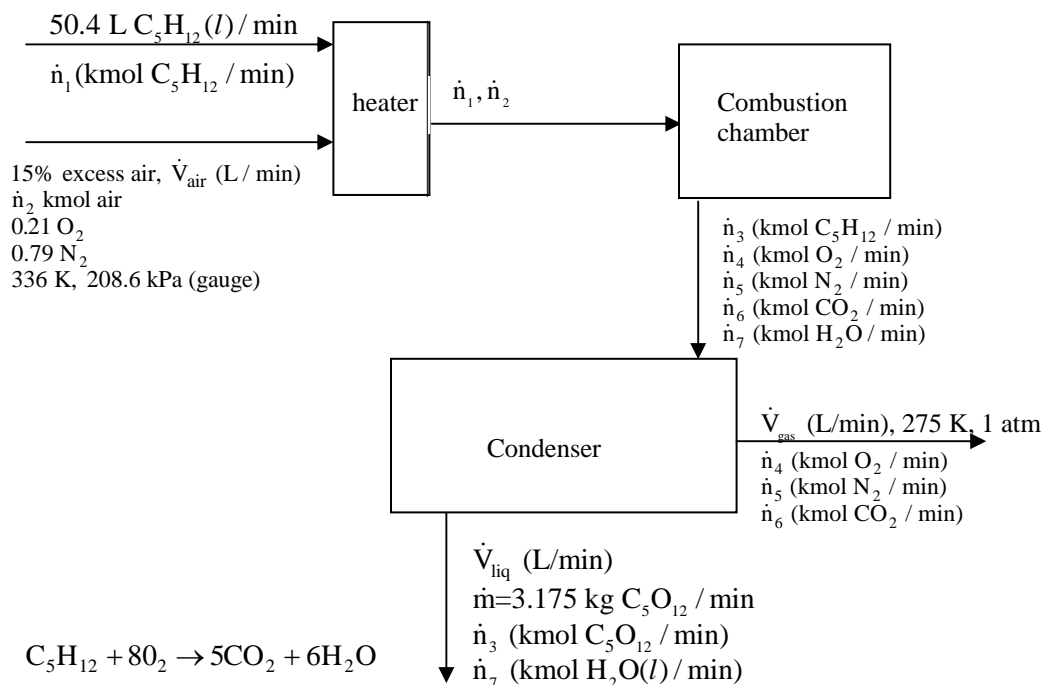 50.4 L C₅H₁₂(l) / min
ṅ₁ (kmol C₅H₁₂ / min)
heater
ṅ₁, ṅ₂
Combustion
chamber
15% excess air, V̇air (L / min)
ṅ₂ kmol air
0.21 O₂
0.79 N₂
336 K, 208.6 kPa (gauge)
ṅ₃ (kmol C₅H₁₂ / min)
ṅ₄ (kmol O₂ / min)
ṅ₅ (kmol N₂ / min)
ṅ₆ (kmol CO₂ / min)
ṅ₇ (kmol H₂O / min)
Condenser
V̇gas (L/min), 275 K, 1 atm
ṅ₄ (kmol O₂ / min)
ṅ₅ (kmol N₂ / min)
ṅ₆ (kmol CO₂ / min)
V̇liq (L/min)
ṁ=3.175 kg C₅O₁₂ / min
ṅ₃ (kmol C₅O₁₂ / min)
ṅ₇ (kmol H₂O(l) / min)
C₅H₁₂ + 80₂ → 5CO₂ + 6H₂O